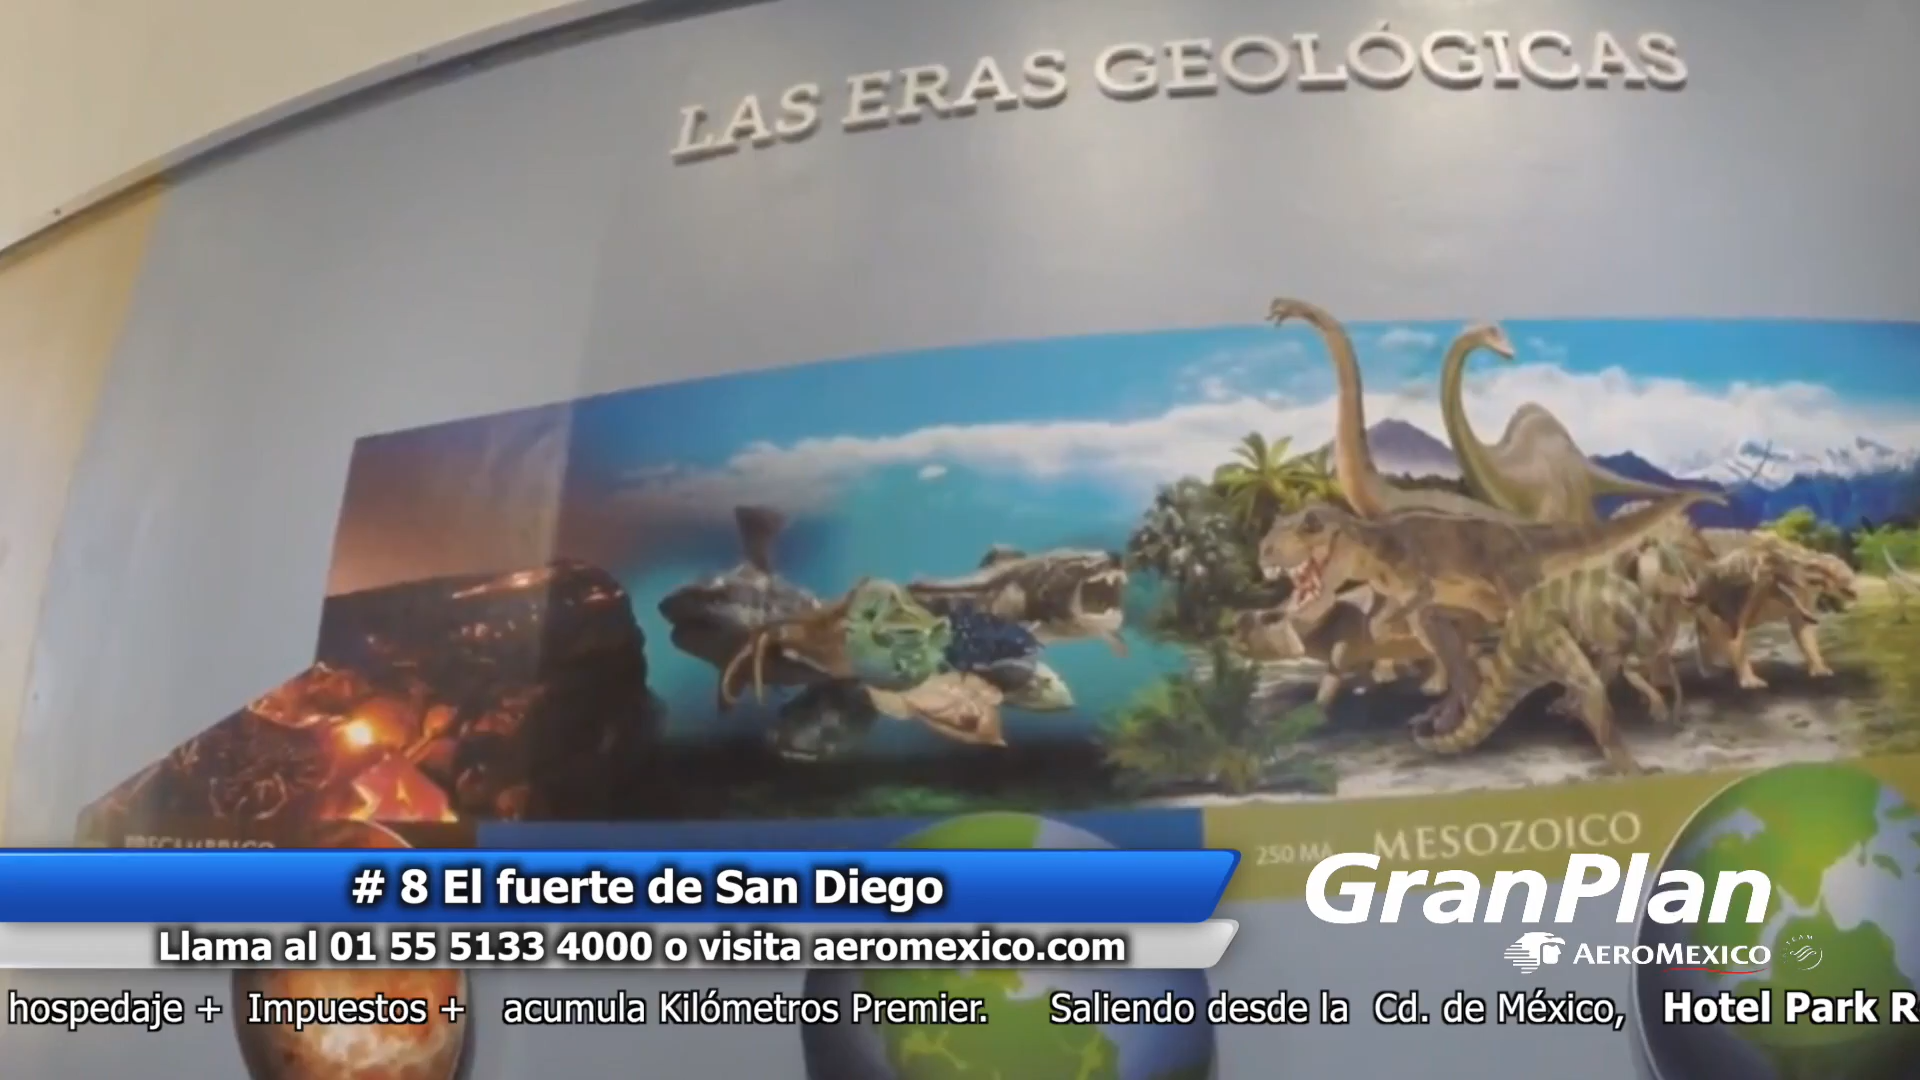 LAS ERAS GEOLÓGICAS
PRECÁMBRICO
250 MA MESOZOICO
# 8 El fuerte de San Diego
GranPlan
Llama al 01 55 5133 4000 o visita aeromexico.com
AEROMEXICO
hospedaje + Impuestos + acumula Kilómetros Premier. Saliendo desde la Cd. de México, Hotel Park R